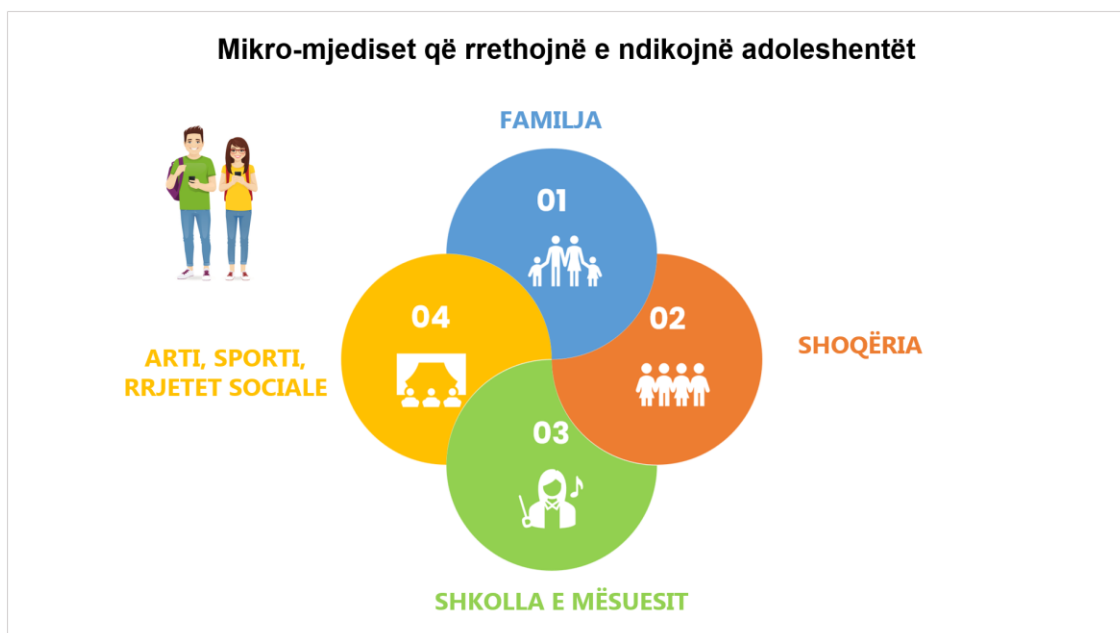 Mikro-mjediset që rrethojnë e ndikojnë adoleshentët
FAMILJA
01
02
SHOQËRIA
03
SHKOLLA E MËSUESIT
04
ARTI, SPORTI,
RRJETET SOCIALE